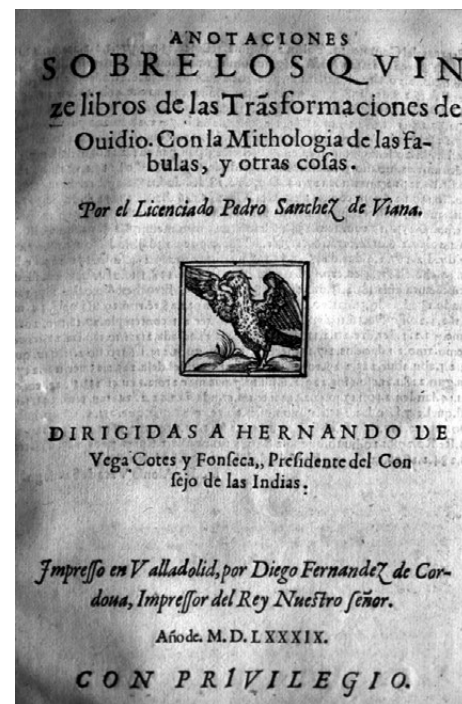 ANOTACIONES
SOBRE LOS QVIN
ze libros de las Trãsformaciones de
Ouidio. Con la Mithologia de las fa-
bulas, y otras coſas.
Por el Licenciado Pedro Sanchez de Viana.
DIRIGIDAS A HERNANDO DE
Vega Cotes y Fonſeca,, Preſidente del Con
ſejo de las Indias.
Impreſſo en Valladolid, por Diego Fernandez de Cor-
doua, Impreſſor del Rey Nueſtro ſeñor.
Año de. M. D. LXXXIX.
CON PRIVILEGIO.